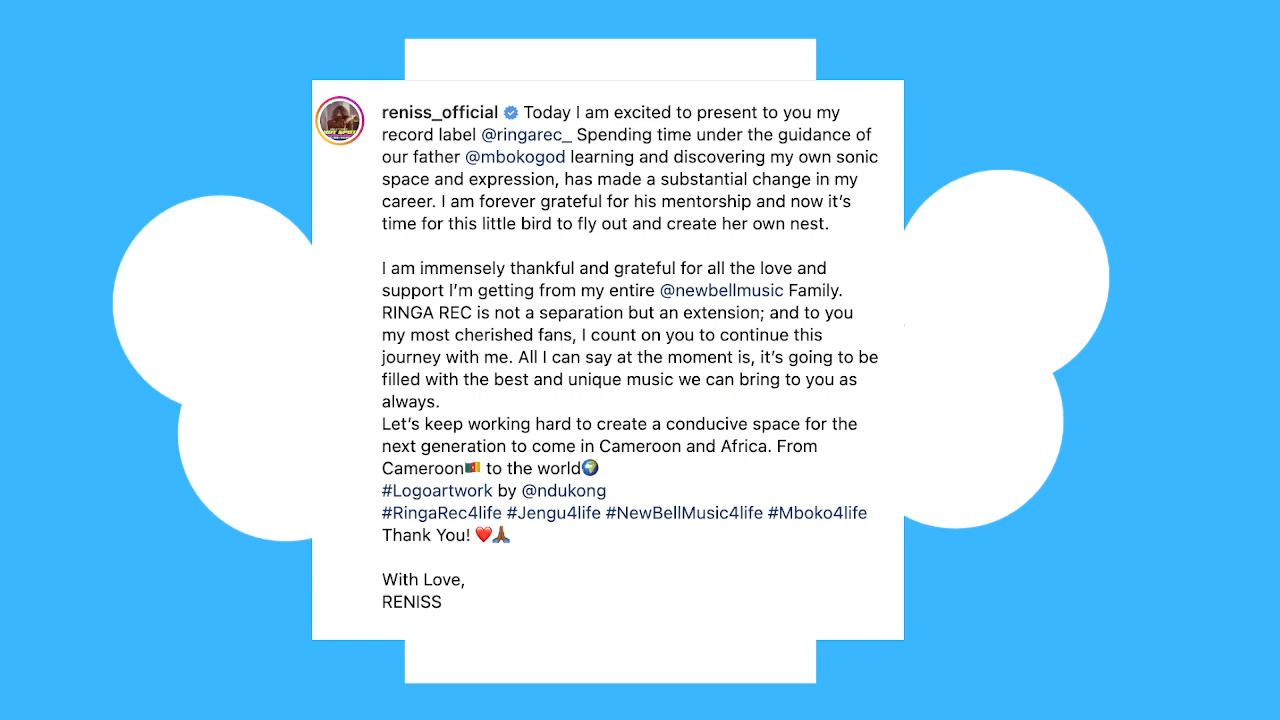 reniss_official Today I am excited to present to you my
record label @ringarec_ Spending time under the guidance of
our father @mbokogod learning and discovering my own sonic
space and expression, has made a substantial change in my
career. I am forever grateful for his mentorship and now it’s
time for this little bird to fly out and create her own nest.
I am immensely thankful and grateful for all the love and
support I’m getting from my entire @newbellmusic Family.
RINGA REC is not a separation but an extension; and to you
my most cherished fans, I count on you to continue this
journey with me. All I can say at the moment is, it’s going to be
filled with the best and unique music we can bring to you as
always.
Let’s keep working hard to create a conducive space for the
next generation to come in Cameroon and Africa. From
Cameroon🇨🇲 to the world🌍
#Logoartwork by @ndukong
#RingaRec4life #Jengu4life #NewBellMusic4life #Mboko4life
Thank You! ❤️🙏🏾
With Love,
RENISS